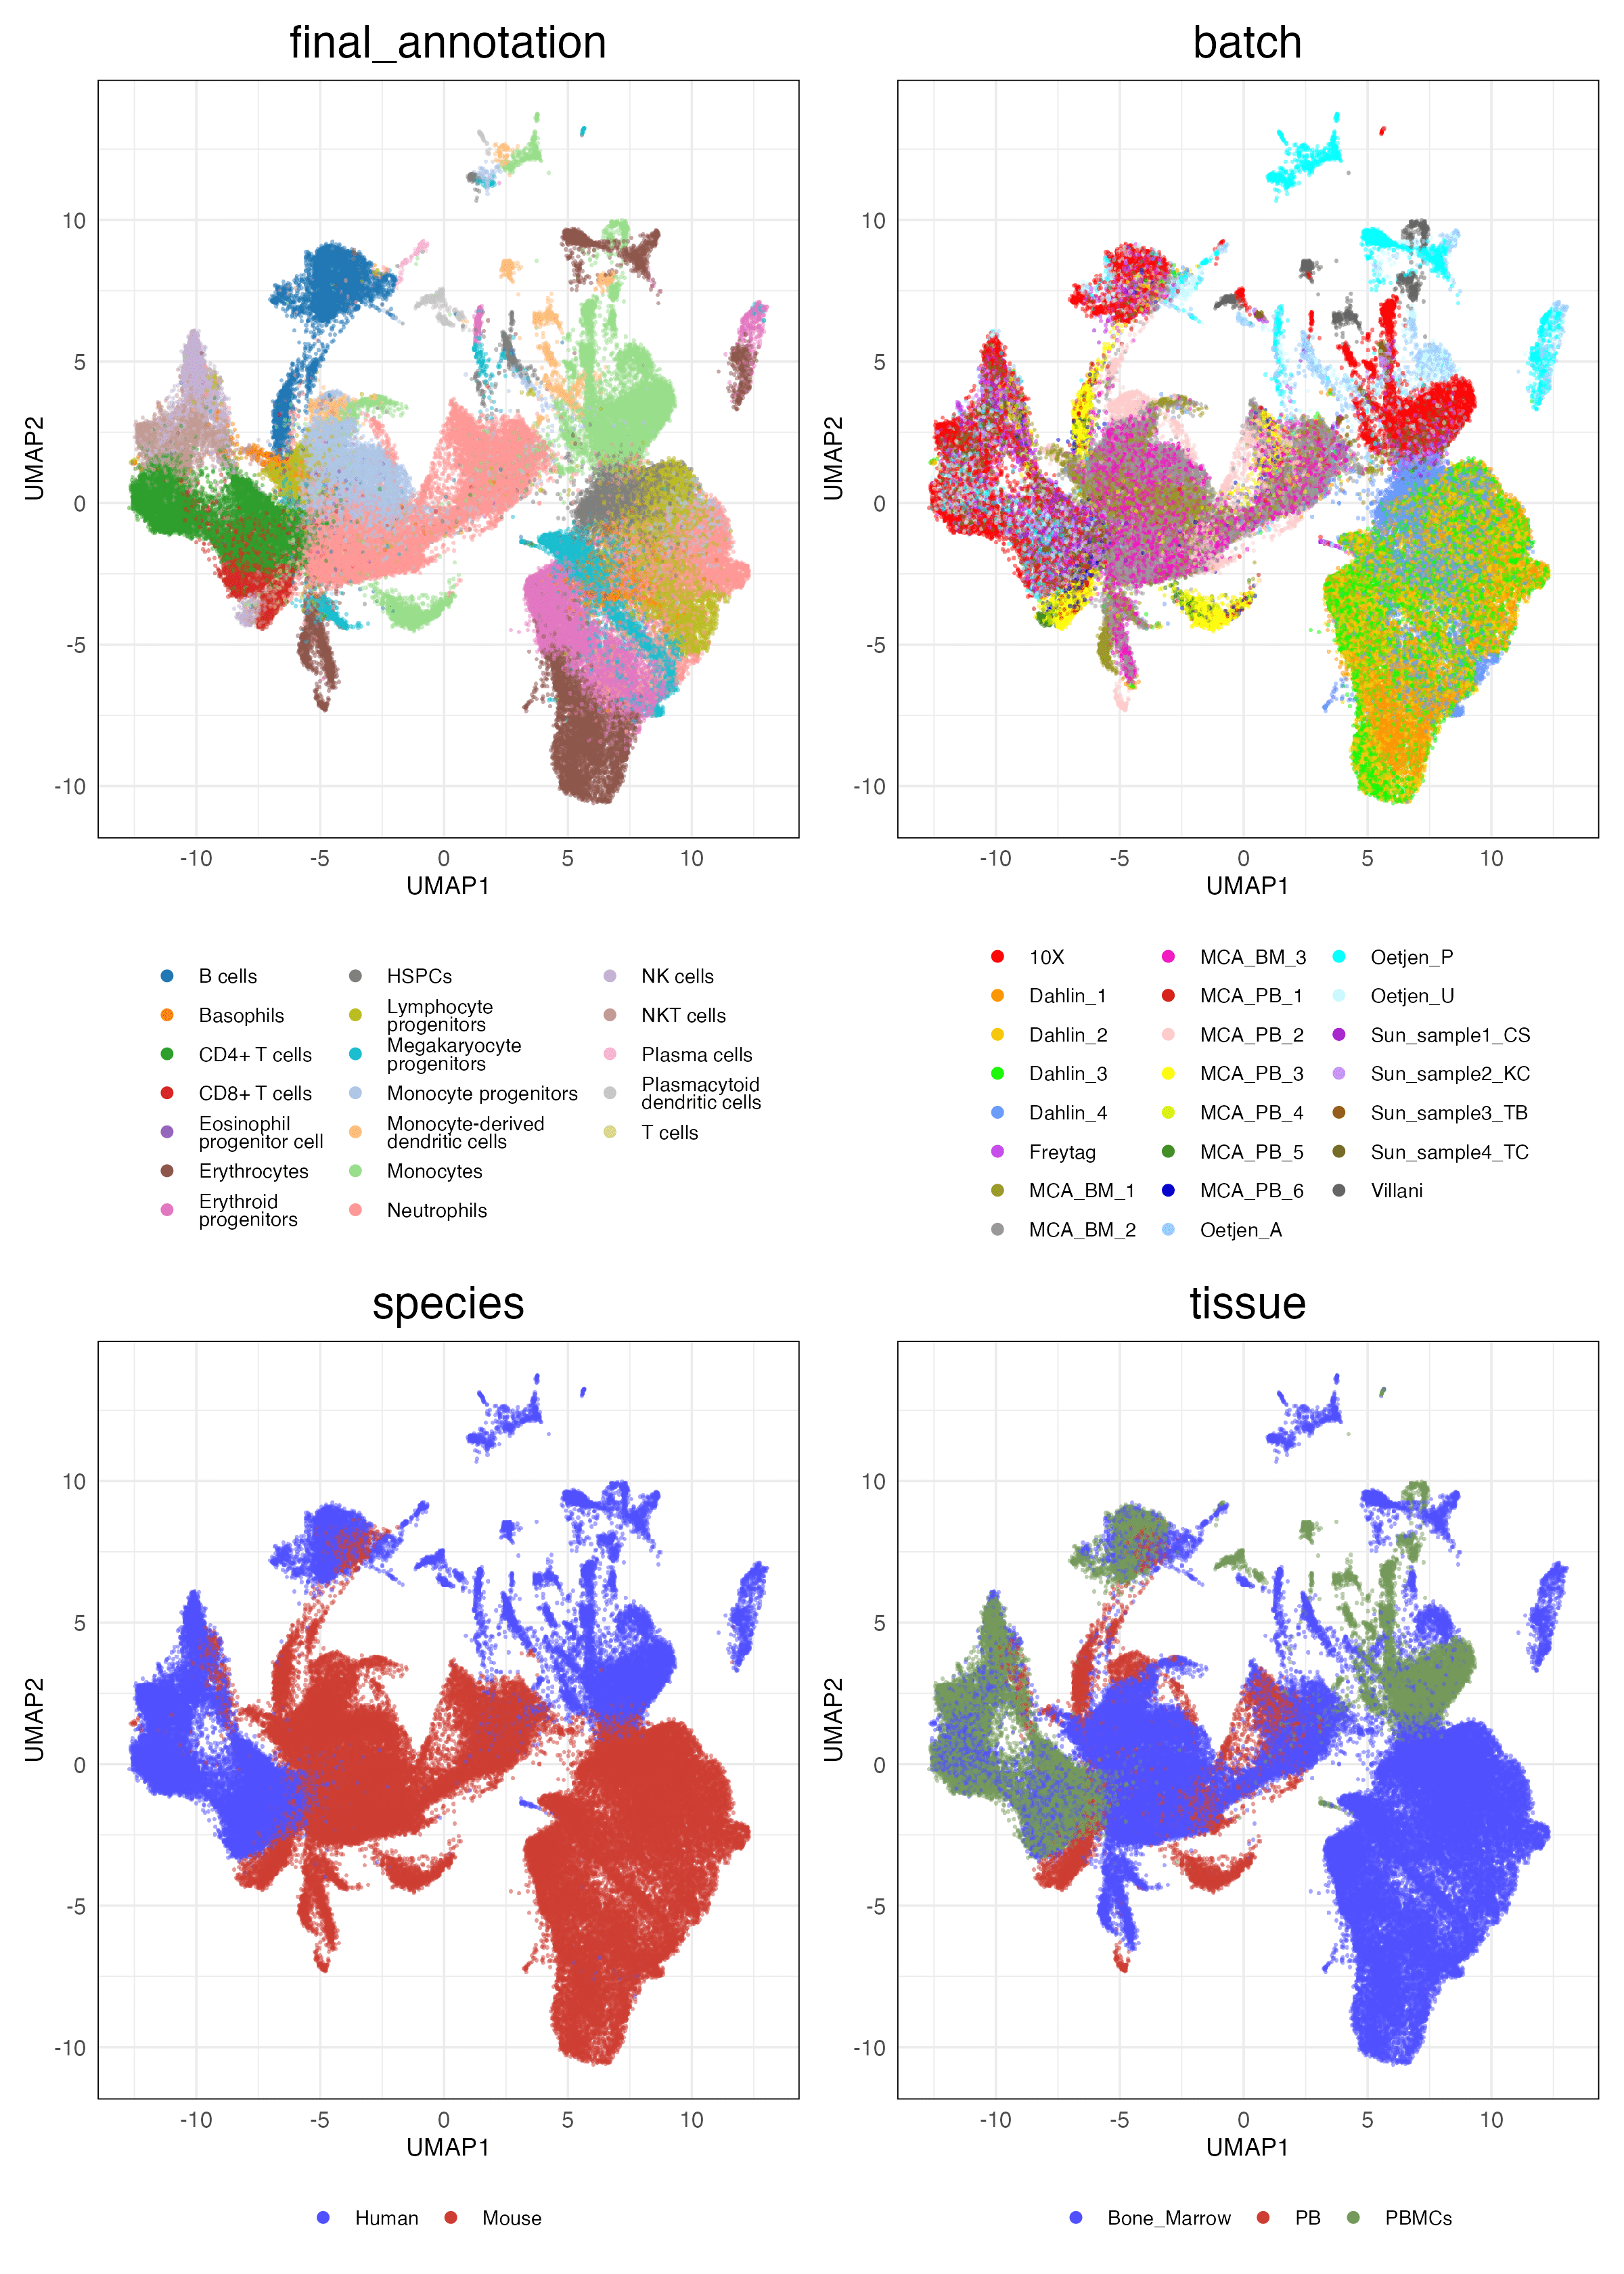 final_annotation
batch
10
5
0
-5
-10
UMAP2
-10
-5
0
5
10
UMAP1
10
5
0
-5
-10
UMAP2
-10
-5
0
5
10
UMAP1
B cells
Basophils
CD4+ T cells
CD8+ T cells
Eosinophil
progenitor cell
Erythrocytes
Erythroid
progenitors
HSPCs
Lymphocyte
progenitors
Megakaryocyte
progenitors
Monocyte progenitors
Monocyte-derived
dendritic cells
Monocytes
Neutrophils
NK cells
NKT cells
Plasma cells
Plasmacytoid
dendritic cells
T cells
10X
Dahlin_1
Dahlin_2
Dahlin_3
Dahlin_4
Freytag
MCA_BM_1
MCA_BM_2
MCA_BM_3
MCA_PB_1
MCA_PB_2
MCA_PB_3
MCA_PB_4
MCA_PB_5
MCA_PB_6
Oetjen_A
Oetjen_P
Oetjen_U
Sun_sample1_CS
Sun_sample2_KC
Sun_sample3_TB
Sun_sample4_TC
Villani
species
tissue
10
5
0
-5
-10
UMAP2
-10
-5
0
5
10
UMAP1
10
5
0
-5
-10
UMAP2
-10
-5
0
5
10
UMAP1
Human
Mouse
Bone_Marrow
PB
PBMCs